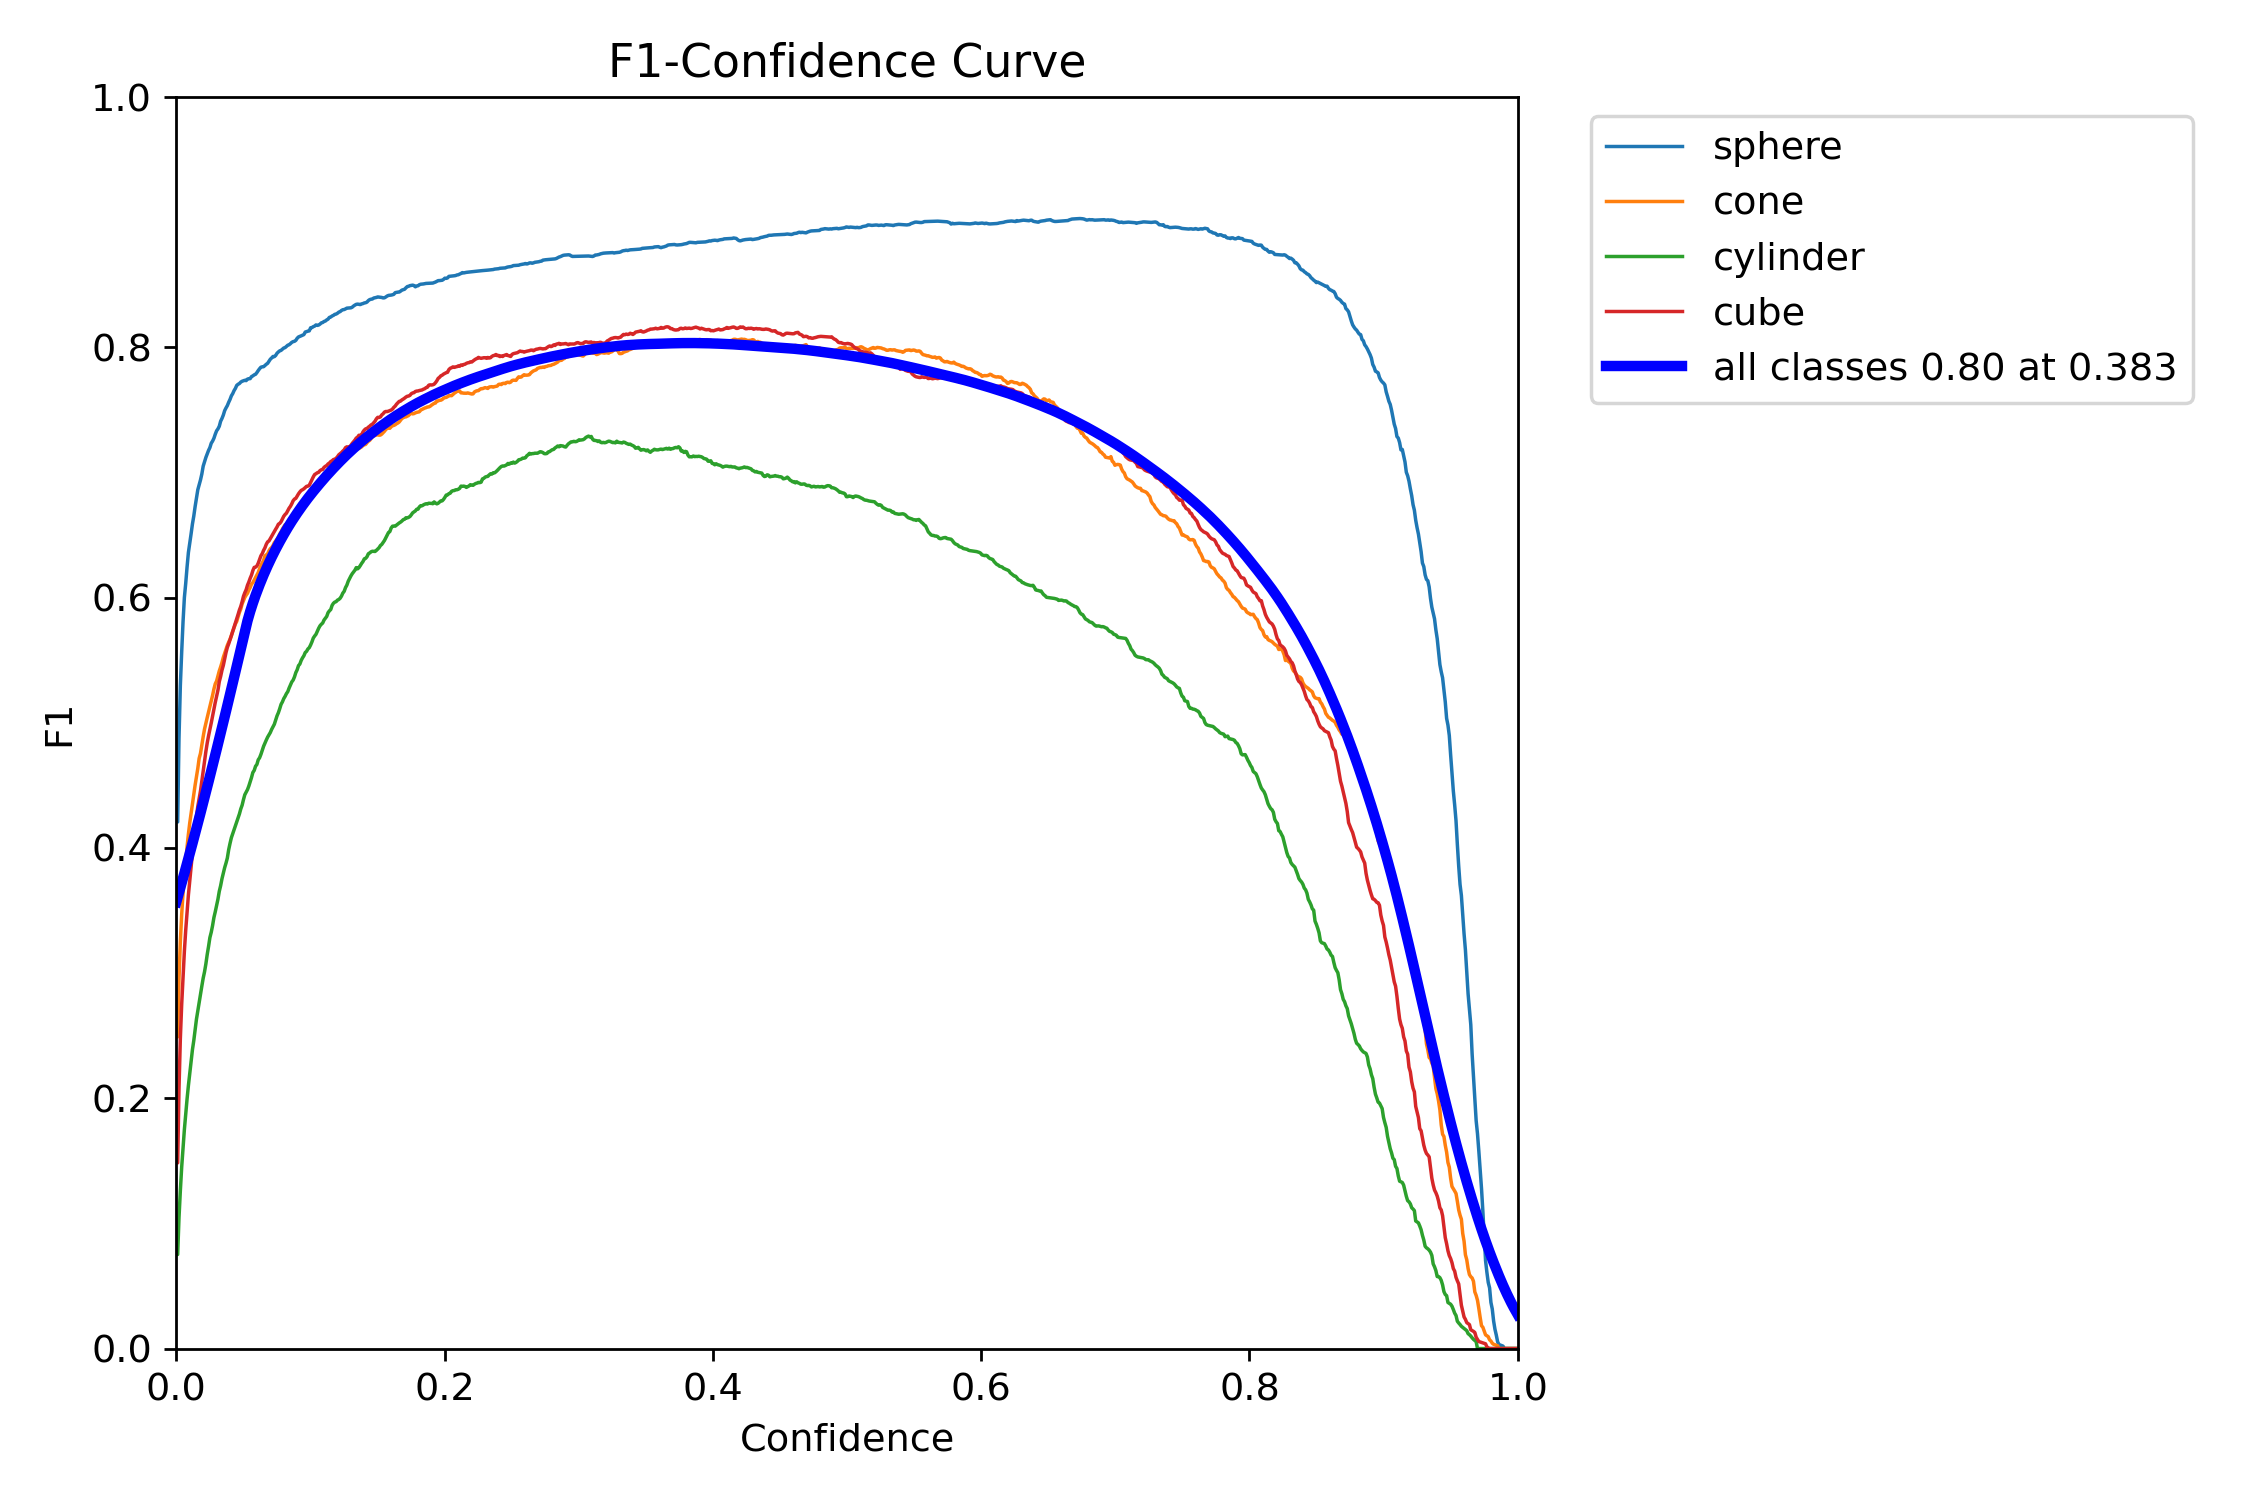 F1-Confidence Curve
1.0
0.8
0.6
0.4
0.2
0.0
F1
0.0 0.2 0.4 0.6 0.8 1.0
Confidence
sphere
cone
cylinder
cube
all classes 0.80 at 0.383